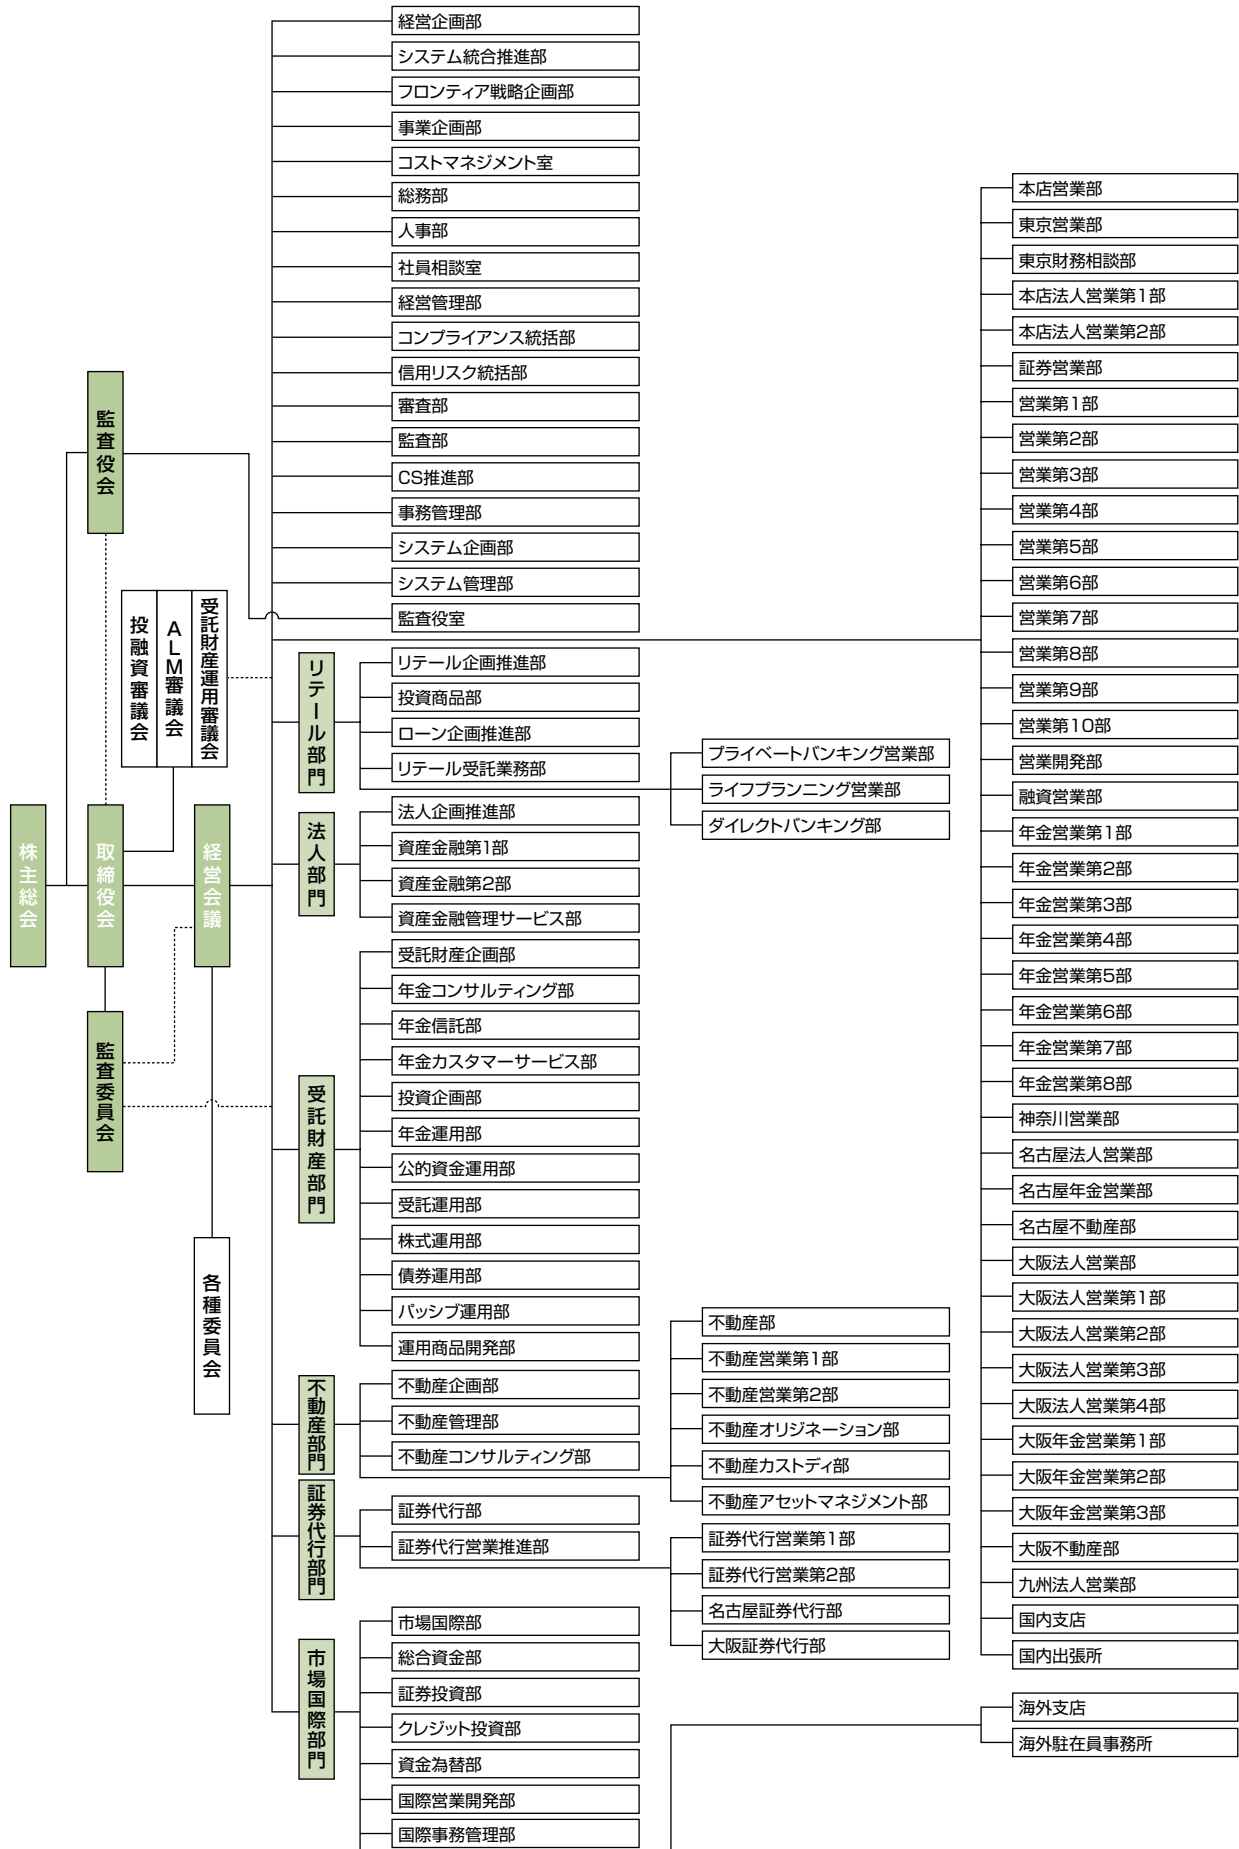 株主総会
監査役会
取締役会
監査委員会
投融資審議会
ALM審議会
受託財産運用審議会
経営会議
各種委員会
経営企画部
システム統合推進部
フロンティア戦略企画部
事業企画部
コストマネジメント室
総務部
人事部
社員相談室
経営管理部
コンプライアンス統括部
信用リスク統括部
審査部
監査部
CS推進部
事務管理部
システム企画部
システム管理部
監査役室
リテール部門
リテール企画推進部
投資商品部
ローン企画推進部
リテール受託業務部
プライベートバンキング営業部
ライフプランニング営業部
ダイレクトバンキング部
法人部門
法人企画推進部
資産金融第1部
資産金融第2部
資産金融管理サービス部
受託財産部門
受託財産企画部
年金コンサルティング部
年金信託部
年金カスタマーサービス部
投資企画部
年金運用部
公的資金運用部
受託運用部
株式運用部
債券運用部
パッシブ運用部
運用商品開発部
不動産部門
不動産企画部
不動産管理部
不動産コンサルティング部
不動産部
不動産営業第1部
不動産営業第2部
不動産オリジネーション部
不動産カストディ部
不動産アセットマネジメント部
証券代行部門
証券代行部
証券代行営業推進部
証券代行営業第1部
証券代行営業第2部
名古屋証券代行部
大阪証券代行部
市場国際部門
市場国際部
総合資金部
証券投資部
クレジット投資部
資金為替部
国際営業開発部
国際事務管理部
本店営業部
東京営業部
東京財務相談部
本店法人営業第1部
本店法人営業第2部
証券営業部
営業第1部
営業第2部
営業第3部
営業第4部
営業第5部
営業第6部
営業第7部
営業第8部
営業第9部
営業第10部
営業開発部
融資営業部
年金営業第1部
年金営業第2部
年金営業第3部
年金営業第4部
年金営業第5部
年金営業第6部
年金営業第7部
年金営業第8部
神奈川営業部
名古屋法人営業部
名古屋年金営業部
名古屋不動産部
大阪法人営業部
大阪法人営業第1部
大阪法人営業第2部
大阪法人営業第3部
大阪法人営業第4部
大阪年金営業第1部
大阪年金営業第2部
大阪年金営業第3部
大阪不動産部
九州法人営業部
国内支店
国内出張所
海外支店
海外駐在員事務所